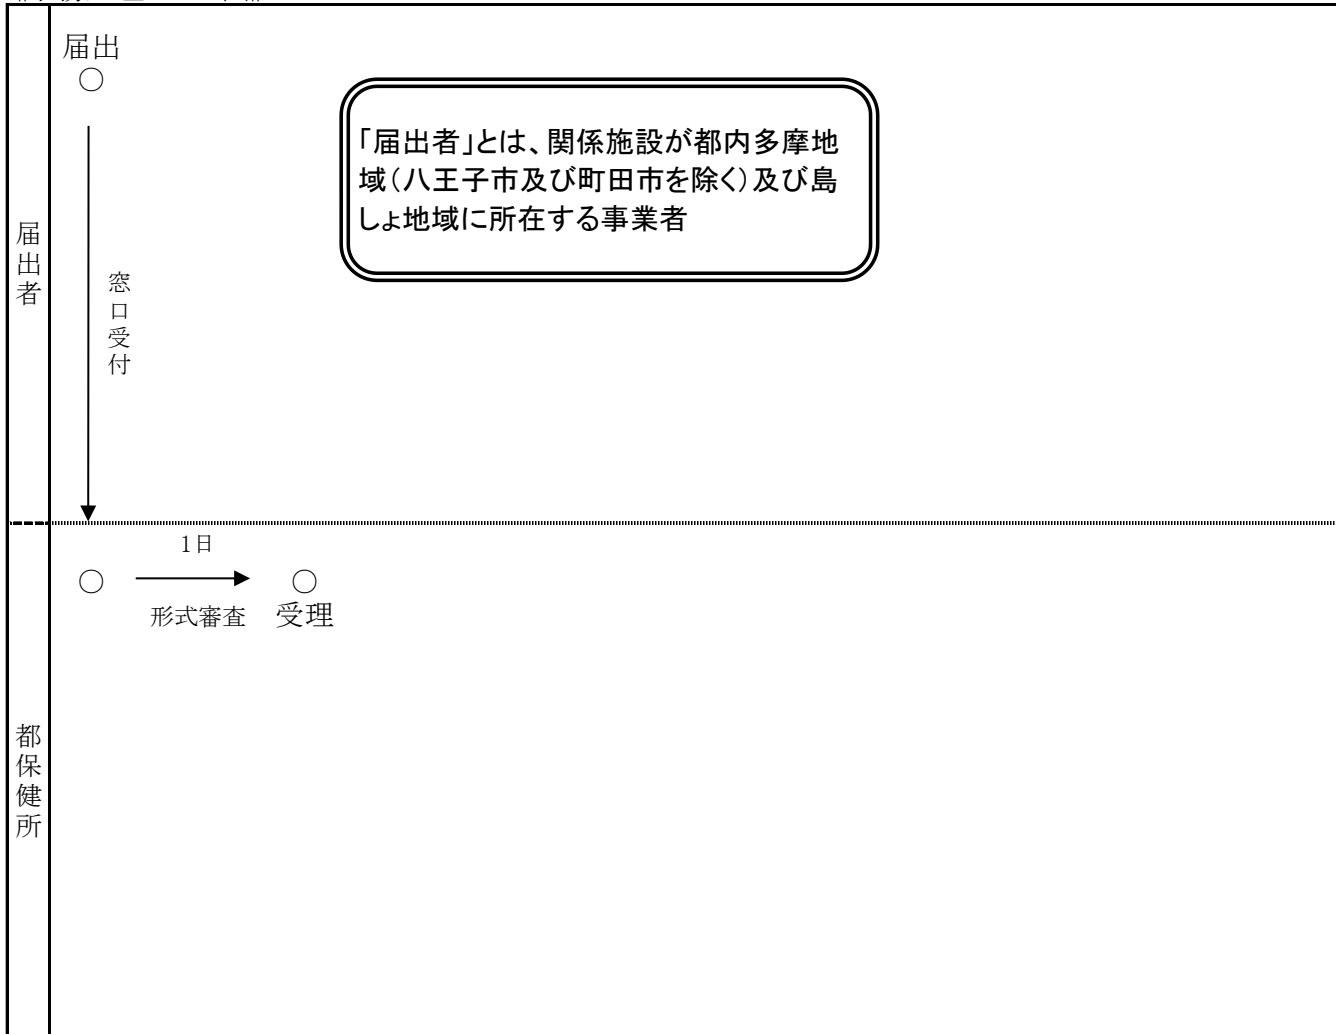 届出
「届出者」とは、関係施設が都内多摩地
域(八王子市及び町田市を除く)及び島
しょ地域に所在する事業者
届出者
窓口受付
1日
形式審査
受理
都保健所